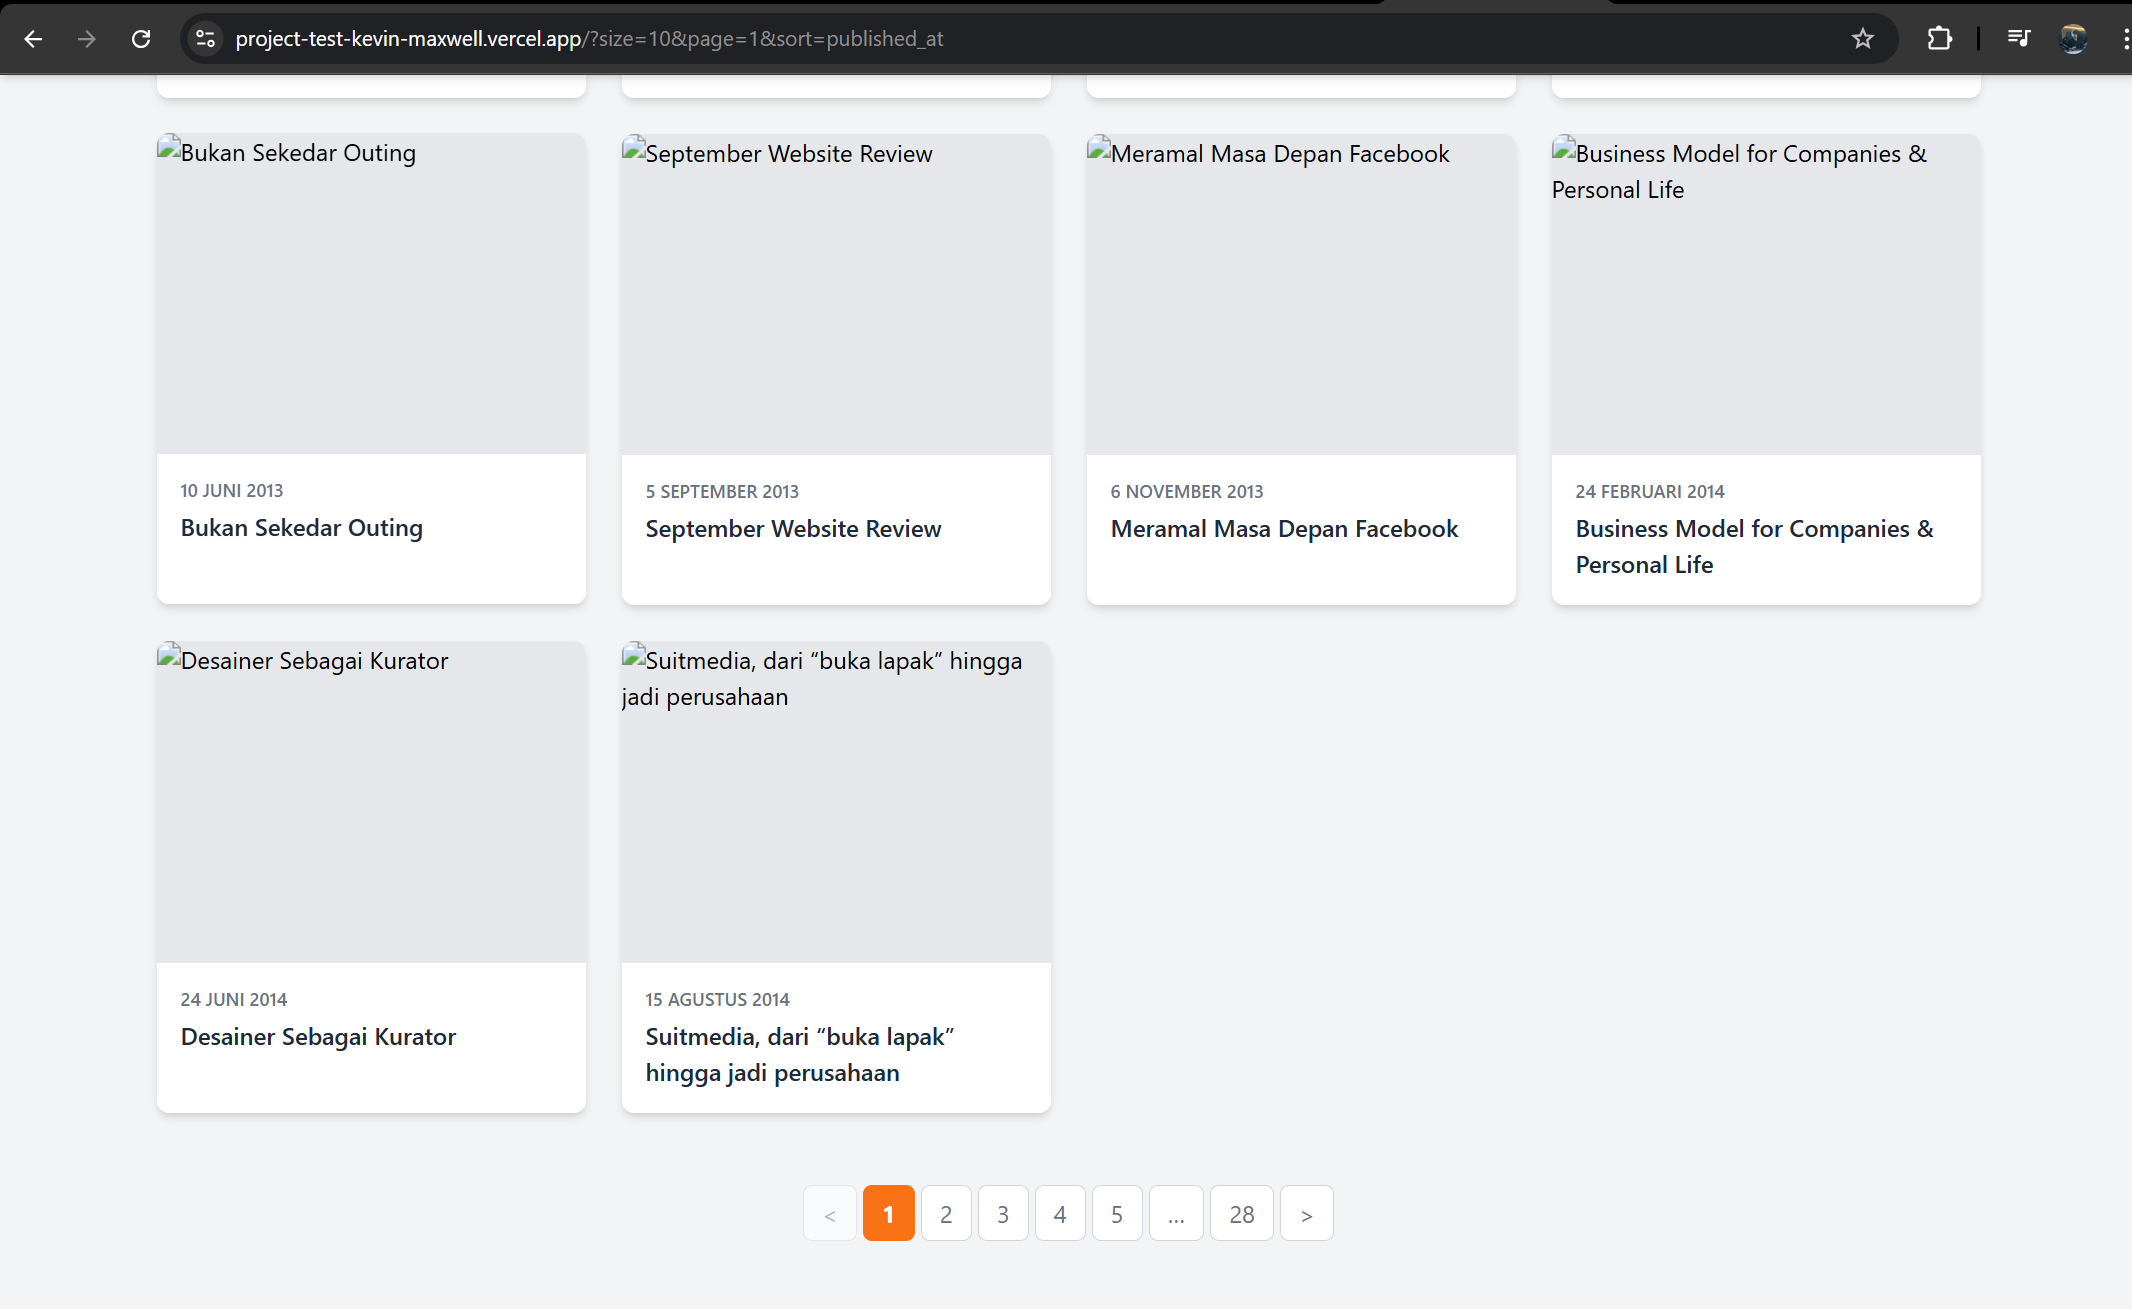 project-test-kevin-maxwell.vercel.app/?size=10&page=1&sort=published_at
Bukan Sekedar Outing
September Website Review
Meramal Masa Depan Facebook
Business Model for Companies &
Personal Life
10 JUNI 2013
Bukan Sekedar Outing
5 SEPTEMBER 2013
September Website Review
6 NOVEMBER 2013
Meramal Masa Depan Facebook
24 FEBRUARI 2014
Business Model for Companies &
Personal Life
Desainer Sebagai Kurator
Suitmedia, dari “buka lapak” hingga
jadi perusahaan
24 JUNI 2014
Desainer Sebagai Kurator
15 AGUSTUS 2014
Suitmedia, dari “buka lapak”
hingga jadi perusahaan
< 1 2 3 4 5 ... 28 >